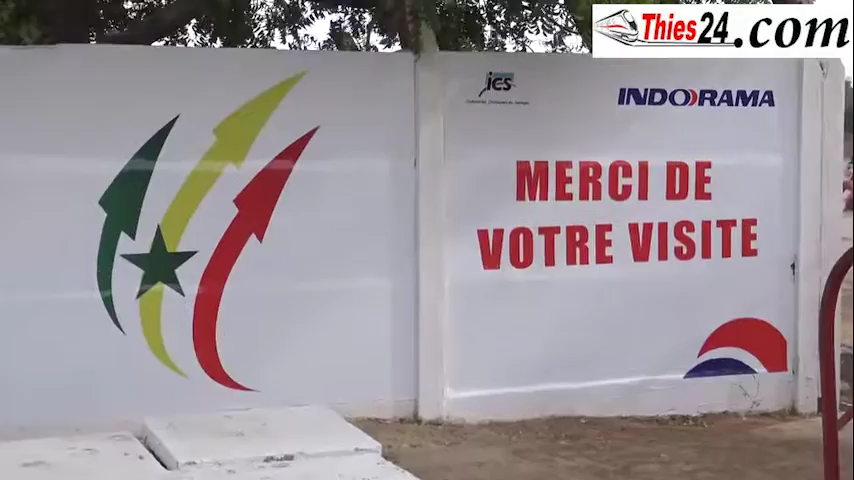 Thies24.com
ics
INDORAMA
MERCI DE
VOTRE VISITE